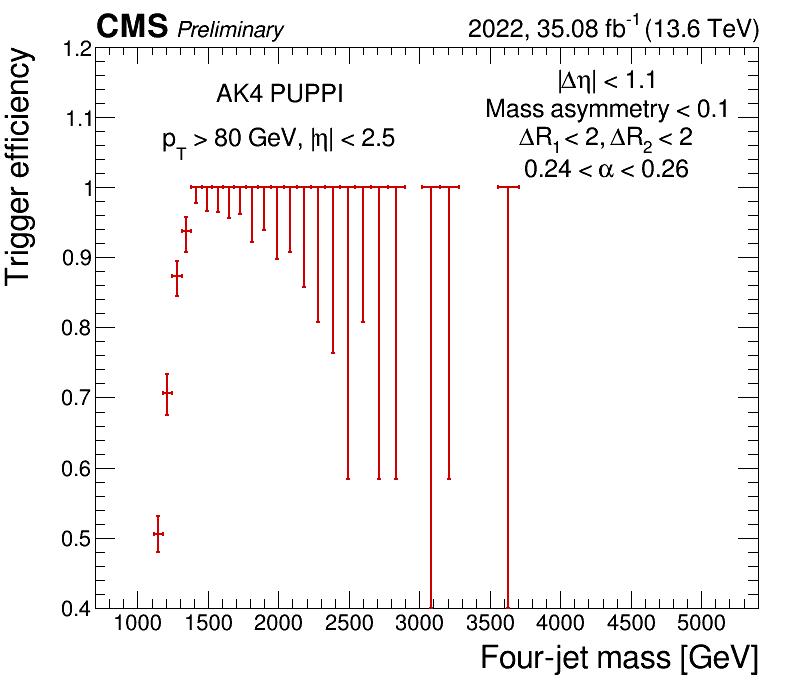 CMS Preliminary 2022, 35.08 fb⁻¹ (13.6 TeV)
Trigger efficiency
AK4 PUPPI
p_T > 80 GeV, |η| < 2.5
|Δη| < 1.1
Mass asymmetry < 0.1
ΔR₁ < 2, ΔR₂ < 2
0.24 < α < 0.26
1.2
1.1
1
0.9
0.8
0.7
0.6
0.5
0.4
1000 1500 2000 2500 3000 3500 4000 4500 5000
Four-jet mass [GeV]